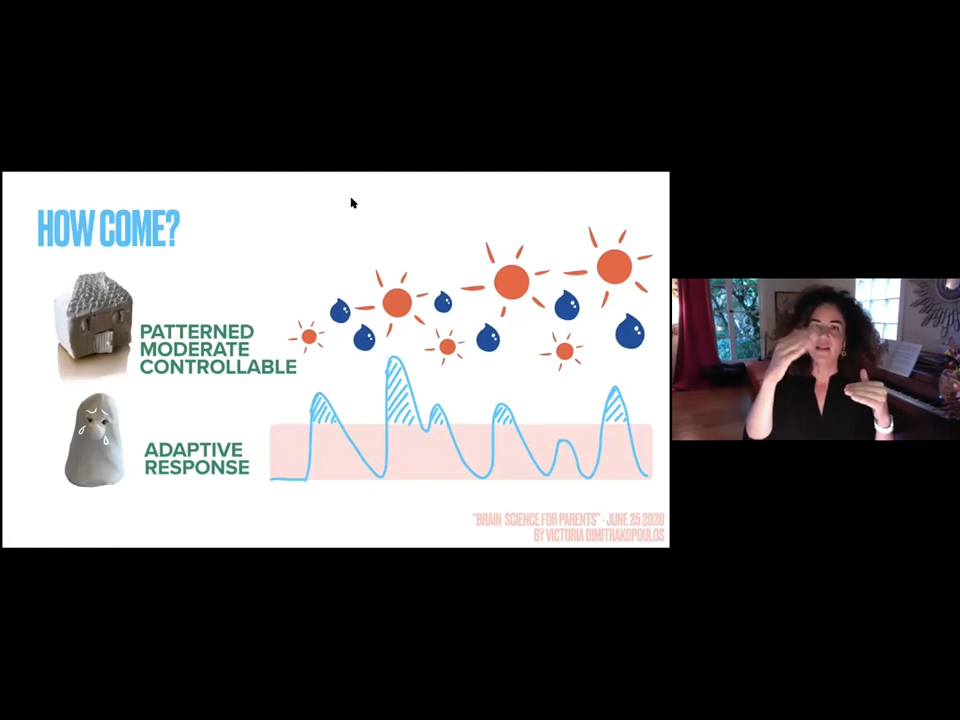 HOW COME?
PATTERNED
MODERATE
CONTROLLABLE
ADAPTIVE
RESPONSE
"BRAIN SCIENCE FOR PARENTS" - JUNE 25 2020
BY VICTORIA DIMITRAKOPOULOS